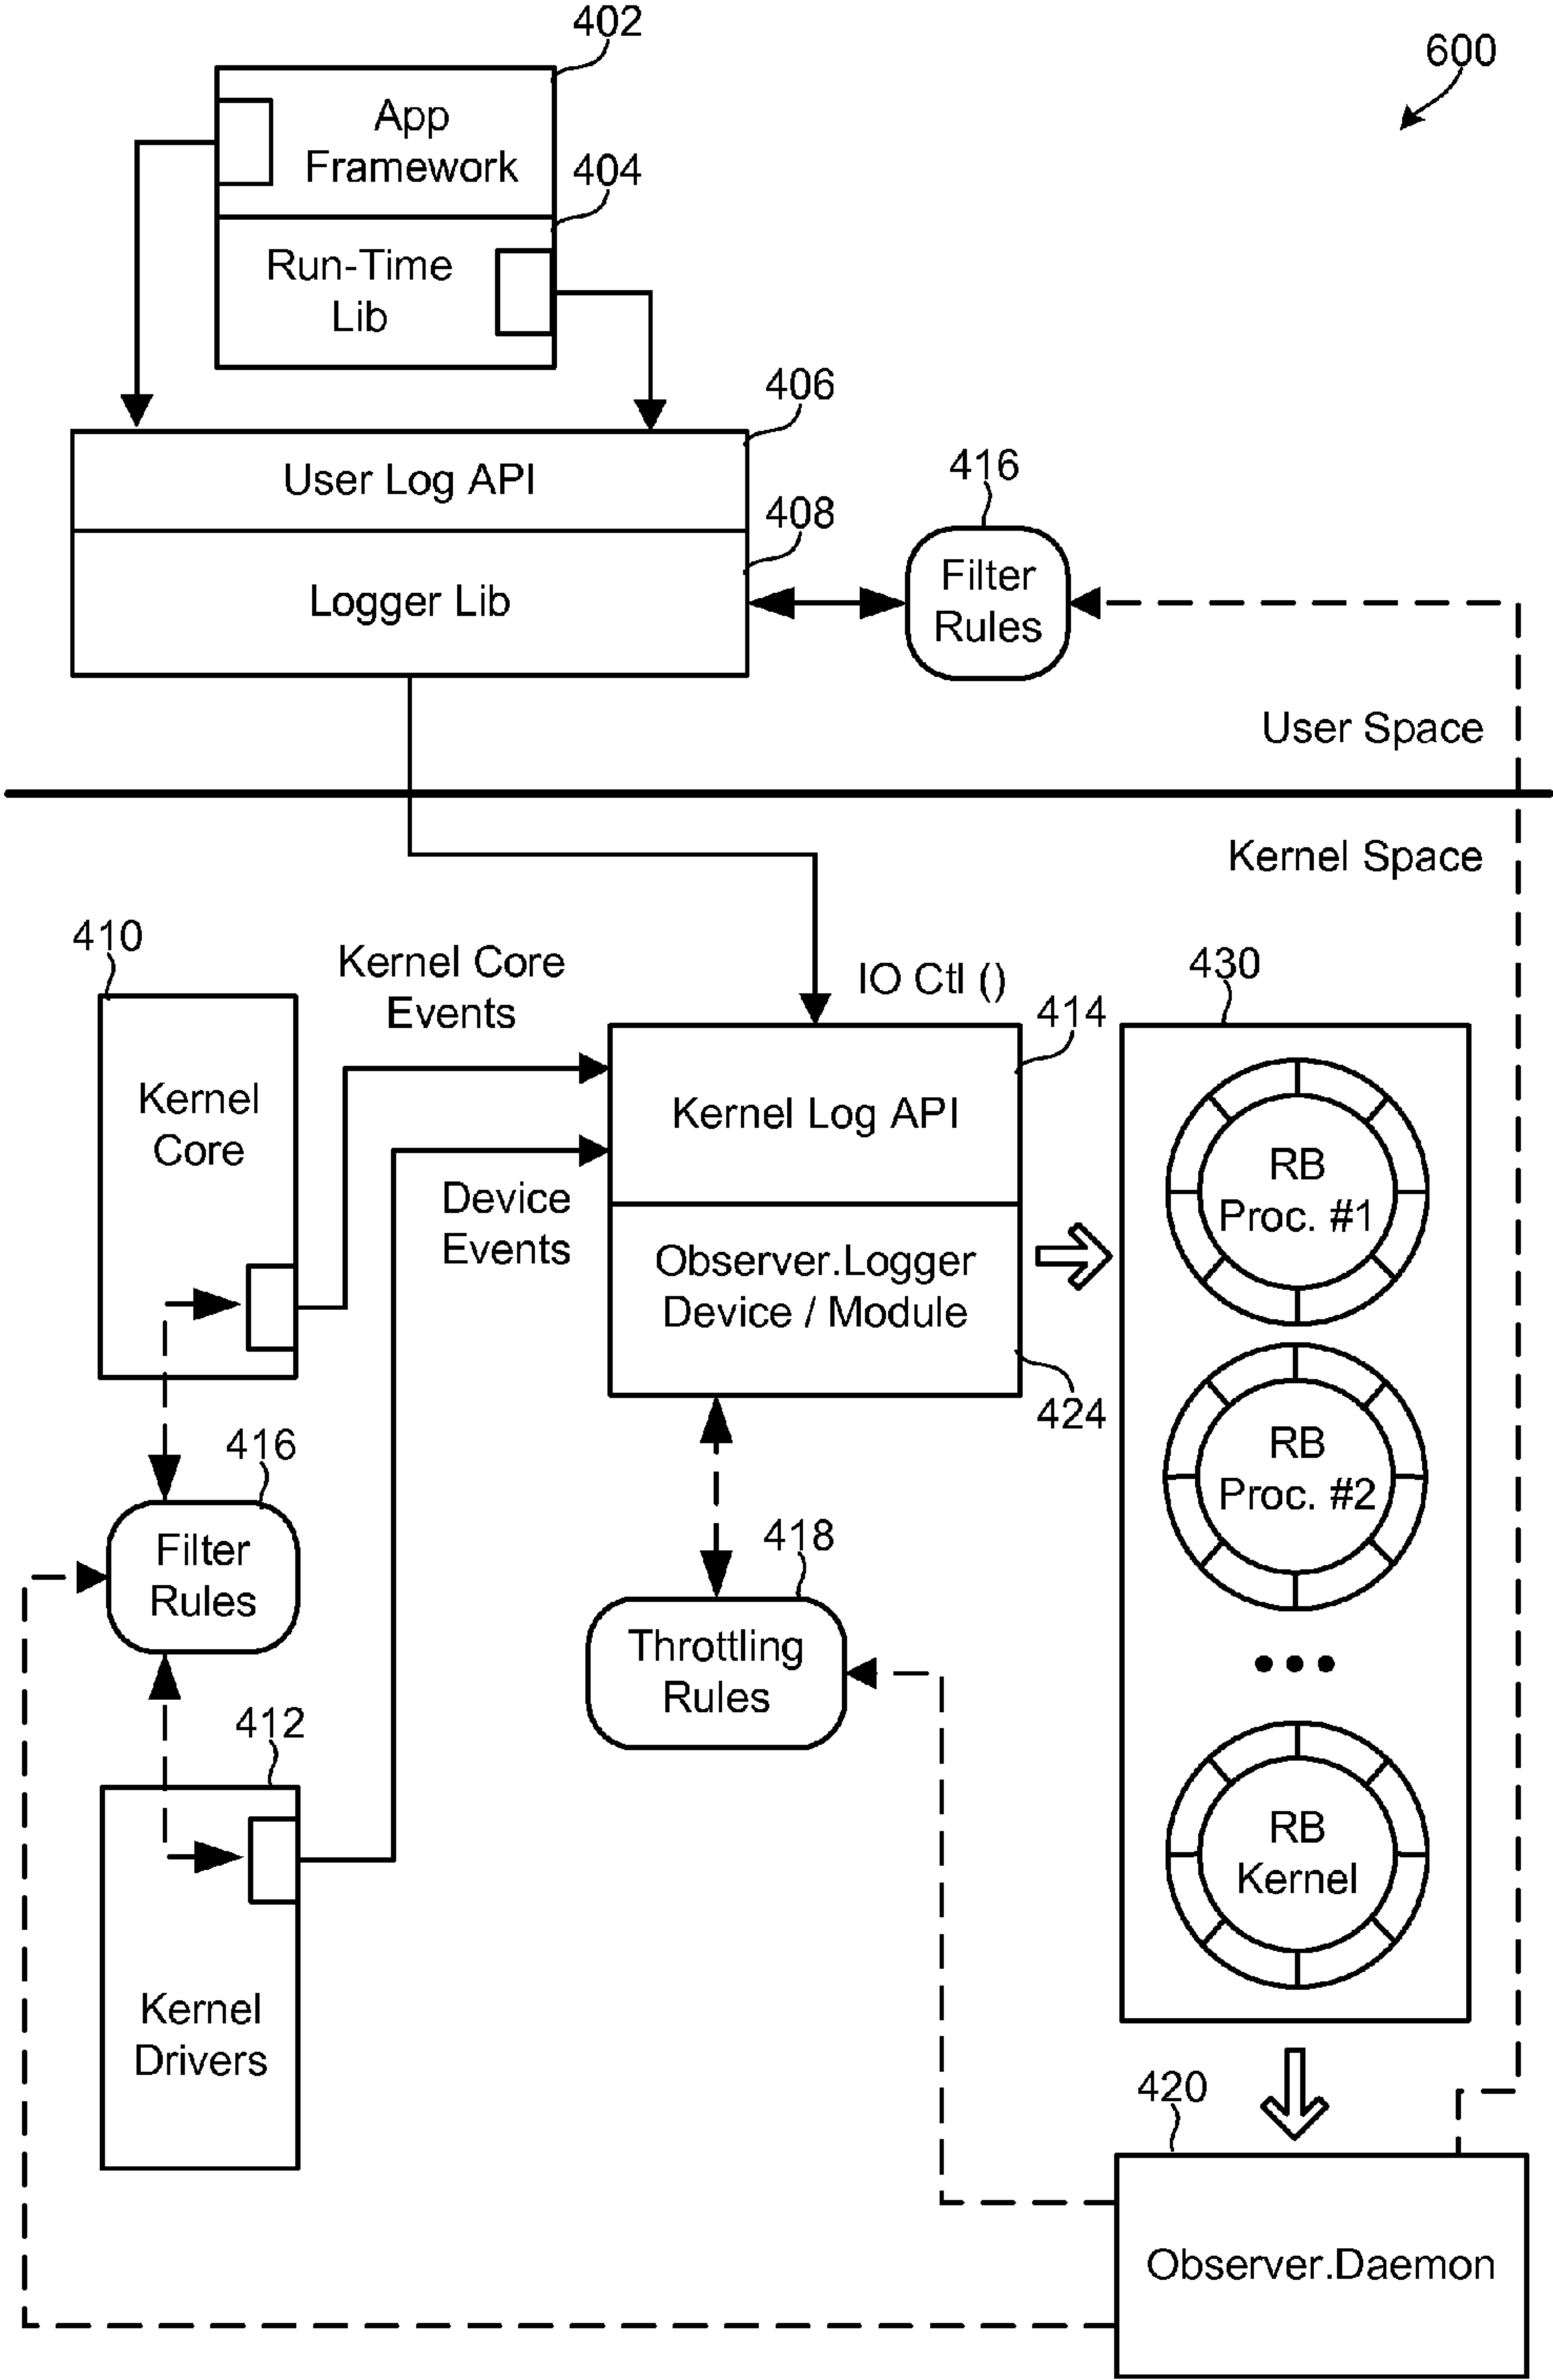 402
600
App
Framework
404
Run-Time
Lib
406
User Log API
416
408
Filter
Rules
Logger Lib
User Space
Kernel Space
410
Kernel Core
Events
IO Ctl ()
430
414
Kernel
Core
Kernel Log API
RB
Proc. #1
Device
Events
Observer.Logger
Device / Module
424
416
RB
Proc. #2
Filter
Rules
418
Throttling
Rules
412
RB
Kernel
Kernel
Drivers
420
Observer.Daemon